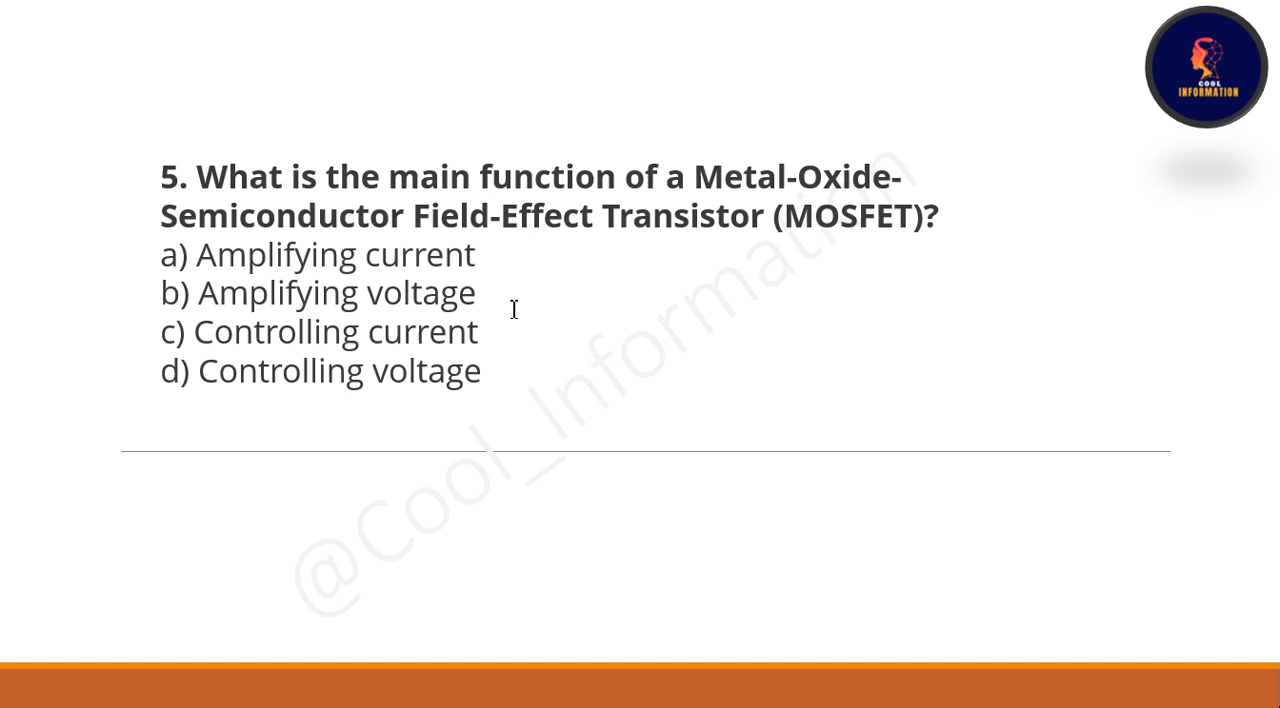 COOL
INFORMATION
5. What is the main function of a Metal-Oxide-
Semiconductor Field-Effect Transistor (MOSFET)?
a) Amplifying current
b) Amplifying voltage
c) Controlling current
d) Controlling voltage
@Cool_Information